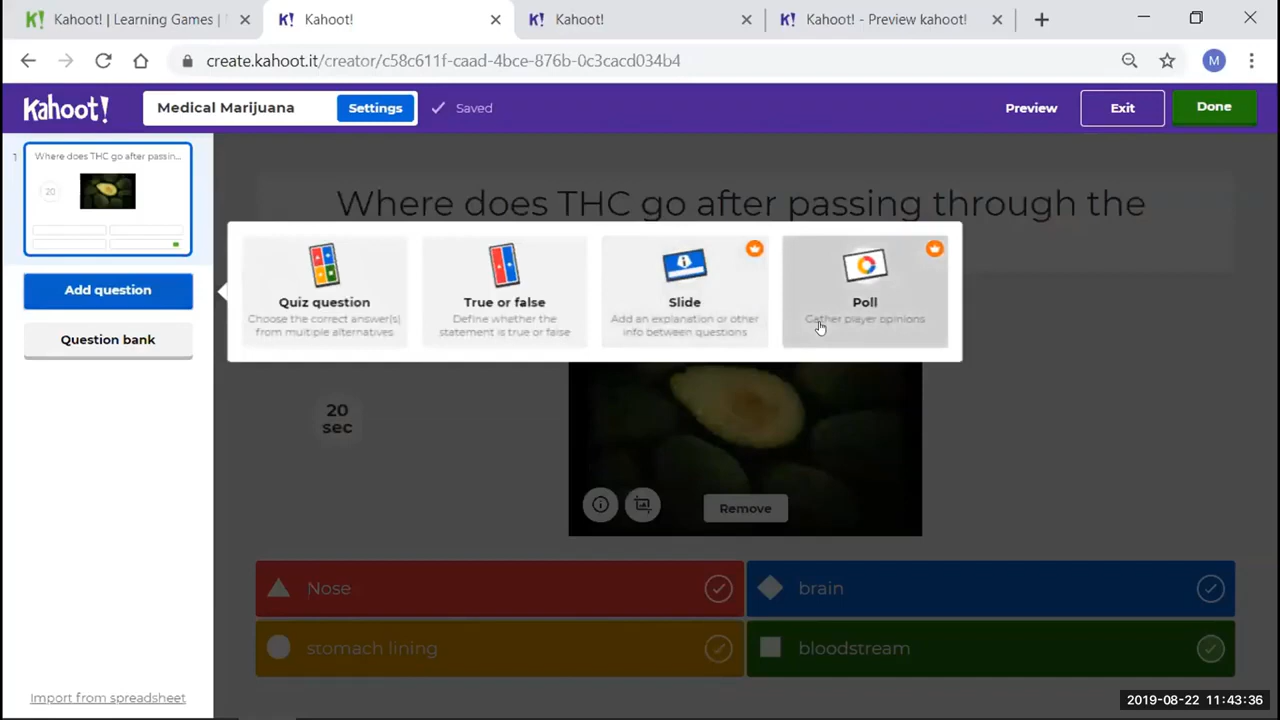 K! Kahoot! | Learning Games |
K! Kahoot!
K! Kahoot!
K! Kahoot! - Preview kahoot!
create.kahoot.it/creator/c58c611f-caad-4bce-876b-0c3cacd034b4
M
Kahoot!
Medical Marijuana
Settings
Saved
Preview
Exit
Done
1
Where does THC go after passin...
20
Add question
Question bank
Import from spreadsheet
Where does THC go after passing through the
Quiz question
Choose the correct answer(s)
from multiple alternatives
True or false
Define whether the
statement is true or false
Slide
Add an explanation or other
info between questions
Poll
Gather player opinions
20
sec
Remove
Nose
brain
stomach lining
bloodstream
2019-08-22 11:43:36